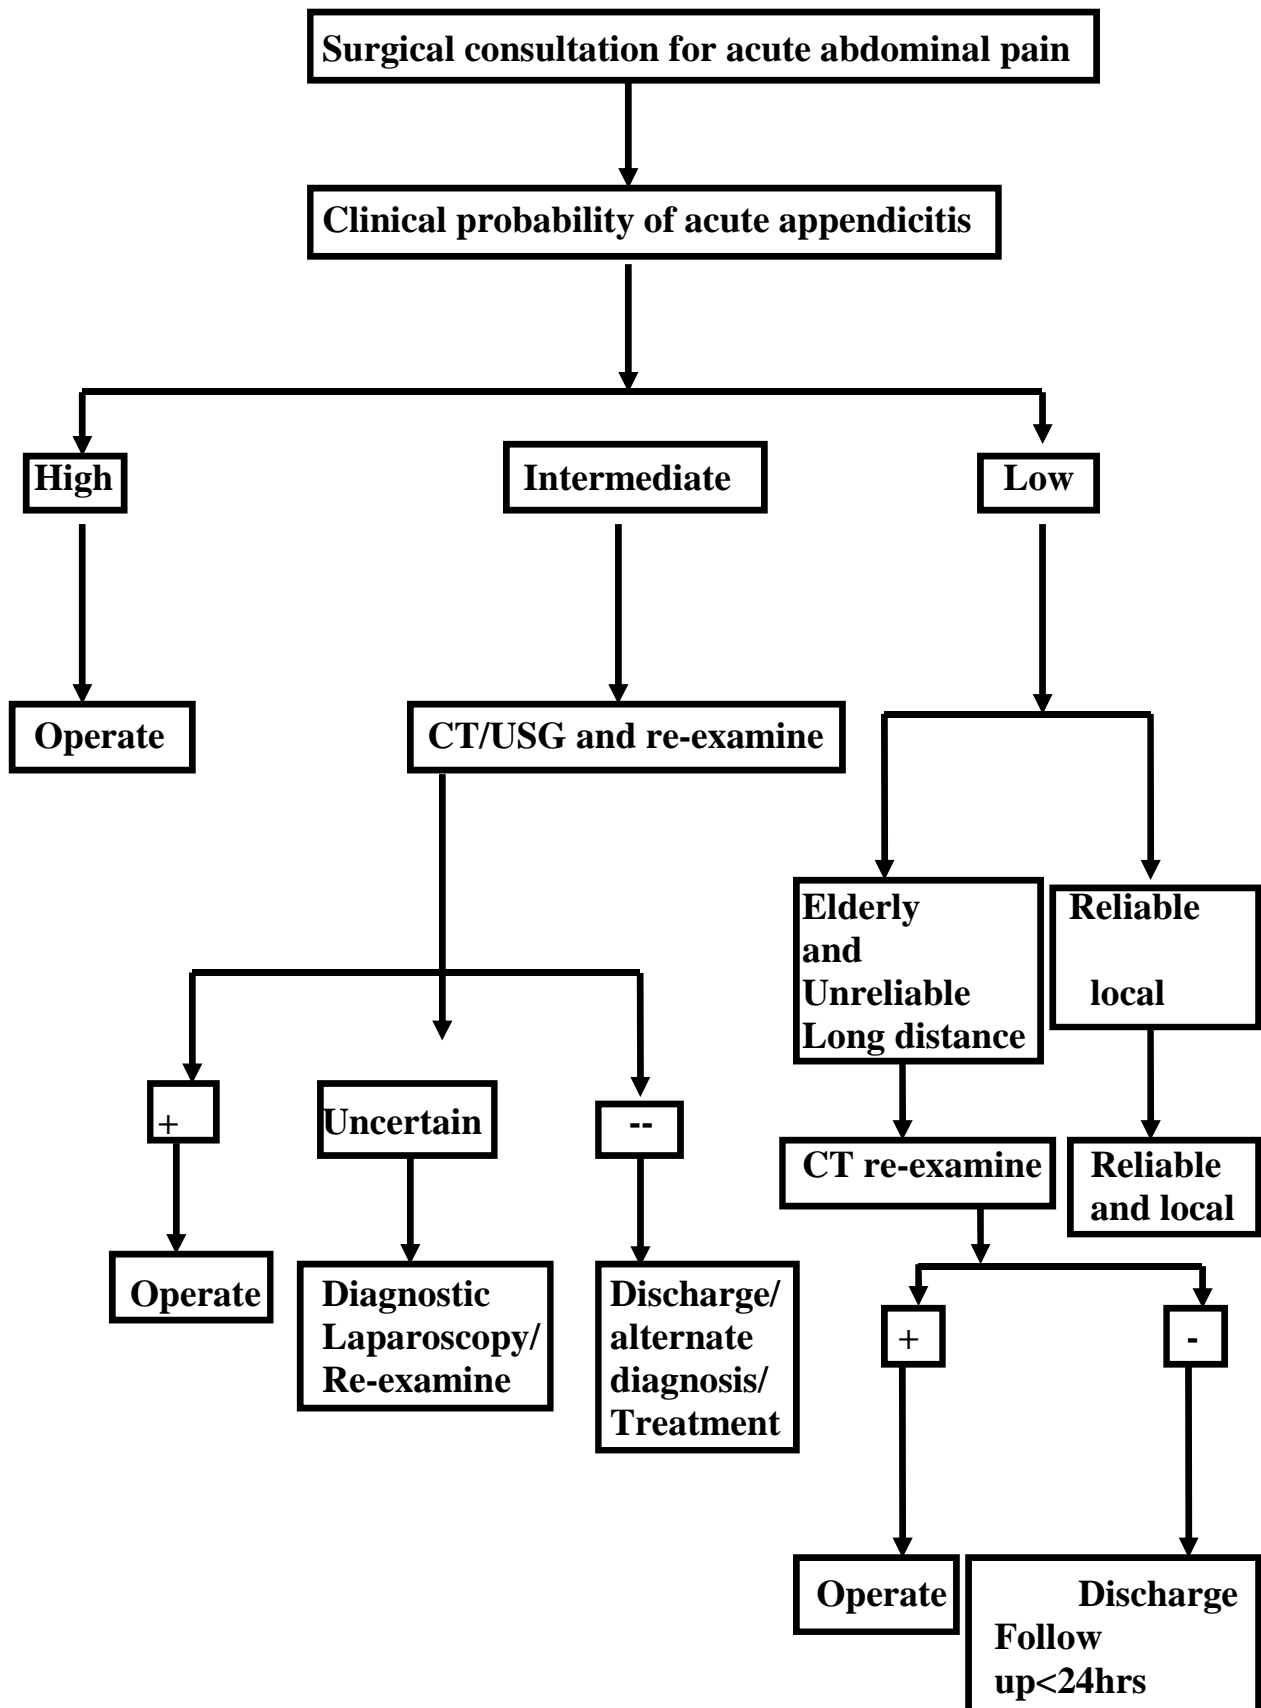 Surgical consultation for acute abdominal pain
Clinical probability of acute appendicitis
High
Intermediate
Low
Operate
CT/USG and re-examine
Elderly
and
Unreliable
Long distance
Reliable
local
+
Uncertain
--
CT re-examine
Reliable
and local
Operate
Diagnostic
Laparoscopy/
Re-examine
Discharge/
alternate
diagnosis/
Treatment
+
-
Operate
Discharge
Follow
up<24hrs